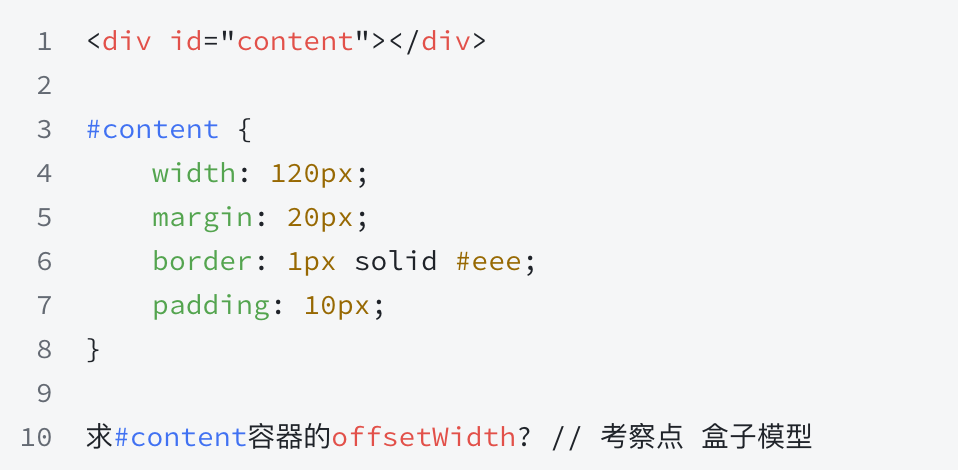 1 <div id="content"></div>
2
3 #content {
4     width: 120px;
5     margin: 20px;
6     border: 1px solid #eee;
7     padding: 10px;
8 }
9
10 求#content容器的offsetWidth? // 考察点 盒子模型